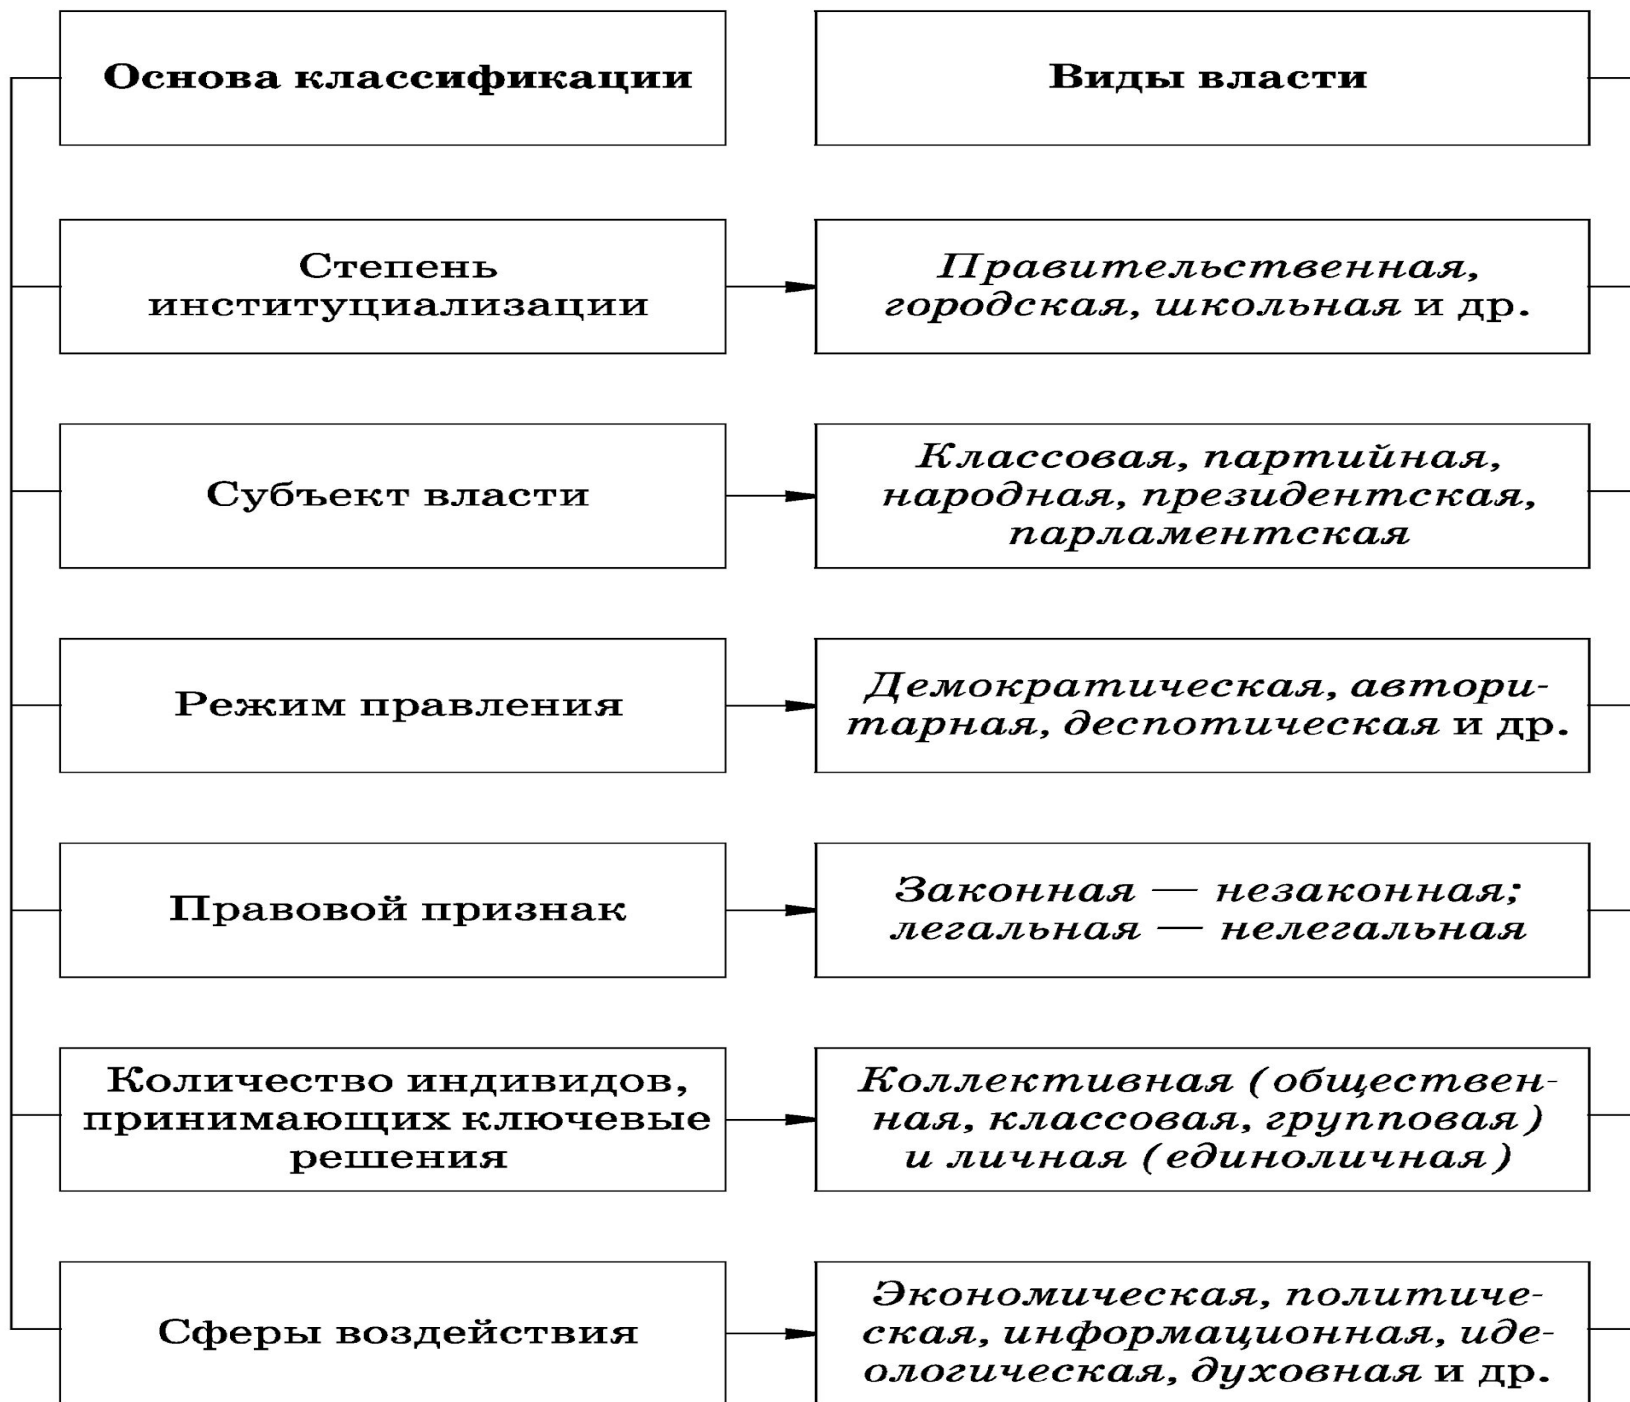 Основа классификации
Виды власти
Степень
институциализации
Правительственная,
городская, школьная и др.
Субъект власти
Классовая, партийная,
народная, президентская,
парламентская
Режим правления
Демократическая, автори-
тарная, деспотическая и др.
Правовой признак
Законная — незаконная;
легальная — нелегальная
Количество индивидов,
принимающих ключевые
решения
Коллективная (обществен-
ная, классовая, групповая)
и личная (единоличная)
Сферы воздействия
Экономическая, политиче-
ская, информационная, иде-
ологическая, духовная и др.